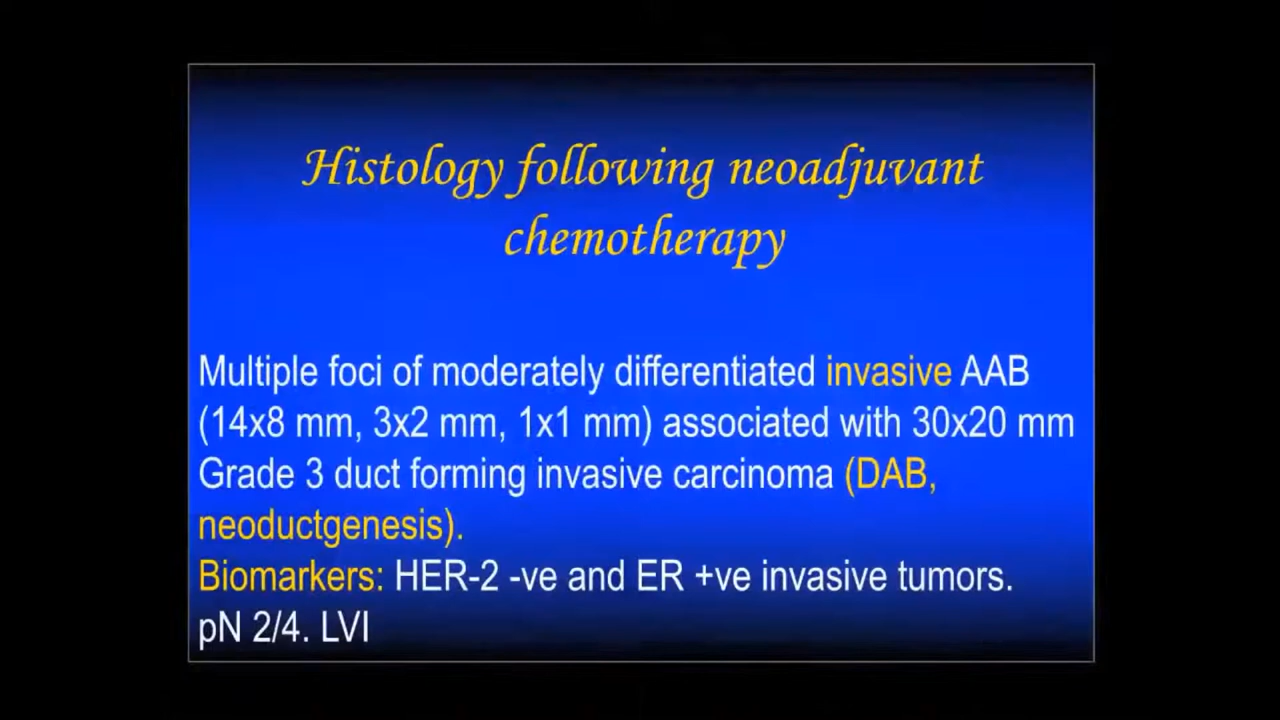 Histology following neoadjuvant
chemotherapy
Multiple foci of moderately differentiated invasive AAB
(14x8 mm, 3x2 mm, 1x1 mm) associated with 30x20 mm
Grade 3 duct forming invasive carcinoma (DAB,
neoductgenesis).
Biomarkers: HER-2 -ve and ER +ve invasive tumors.
pN 2/4. LVI